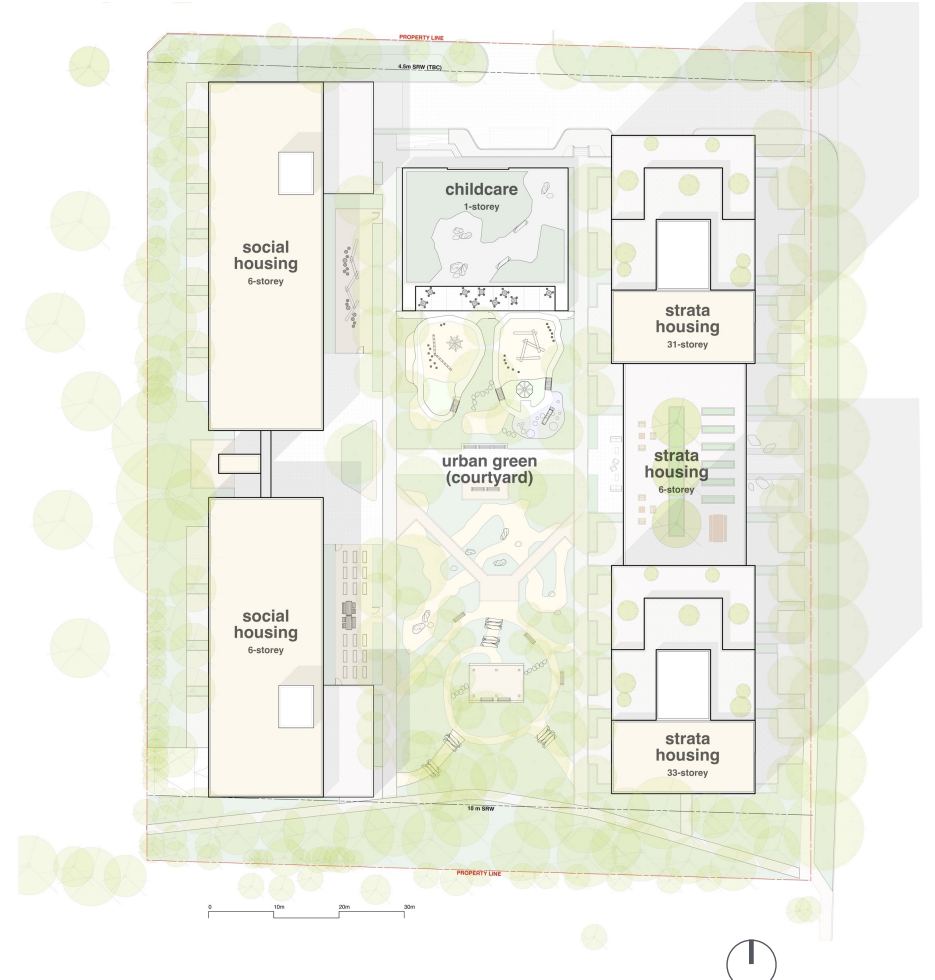 PROPERTY LINE
4.5m SRW (TBC)
childcare
1-storey
social
housing
6-storey
strata
housing
31-storey
urban green
(courtyard)
strata
housing
6-storey
social
housing
6-storey
strata
housing
33-storey
10 m SRW
PROPERTY LINE
0 10m 20m 30m